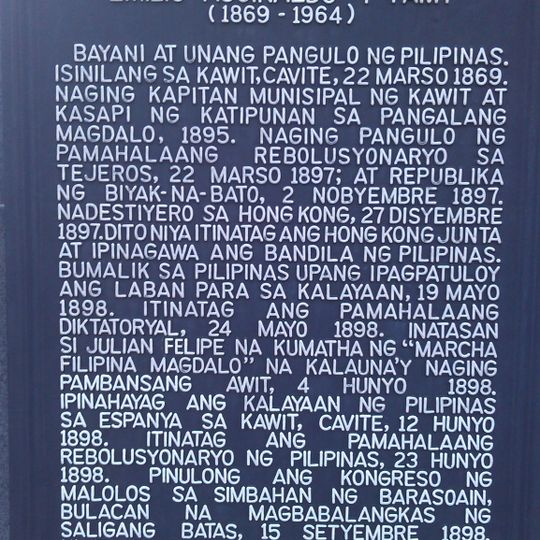 (1869 - 1964)
BAYANI AT UNANG PANGULO NG PILIPINAS.
ISINILANG SA KAWIT, CAVITE, 22 MARSO 1869.
NAGING KAPITAN MUNISIPAL NG KAWIT AT
KASAPI NG KATIPUNAN SA PANGALANG
MAGDALO, 1895. NAGING PANGULO NG
PAMAHALAANG REBOLUSYONARYO SA
TEJEROS, 22 MARSO 1897; AT REPUBLIKA
NG BIYAK-NA-BATO, 2 NOBYEMBRE 1897.
NADESTIYERO SA HONG KONG, 27 DISYEMBRE
1897. DITO NIYA ITINATAG ANG HONG KONG JUNTA
AT IPINAGAWA ANG BANDILA NG PILIPINAS.
BUMALIK SA PILIPINAS UPANG IPAGPATULOY
ANG LABAN PARA SA KALAYAAN, 19 MAYO
1898. ITINATAG ANG PAMAHALAANG
DIKTATORYAL, 24 MAYO 1898. INATASAN
SI JULIAN FELIPE NA KUMATHA NG "MARCHA
FILIPINA MAGDALO" NA KALAUNA'Y NAGING
PAMBANSANG AWIT, 4 HUNYO 1898.
IPINAHAYAG ANG KALAYAAN NG PILIPINAS
SA ESPANYA SA KAWIT, CAVITE, 12 HUNYO
1898. ITINATAG ANG PAMAHALAANG
REBOLUSYONARYO NG PILIPINAS, 23 HUNYO
1898. PINULONG ANG KONGRESO NG
MALOLOS SA SIMBAHAN NG BARASOAIN,
BULACAN NA MAGBABALANGKAS NG
SALIGANG BATAS, 15 SETYEMBRE 1898.